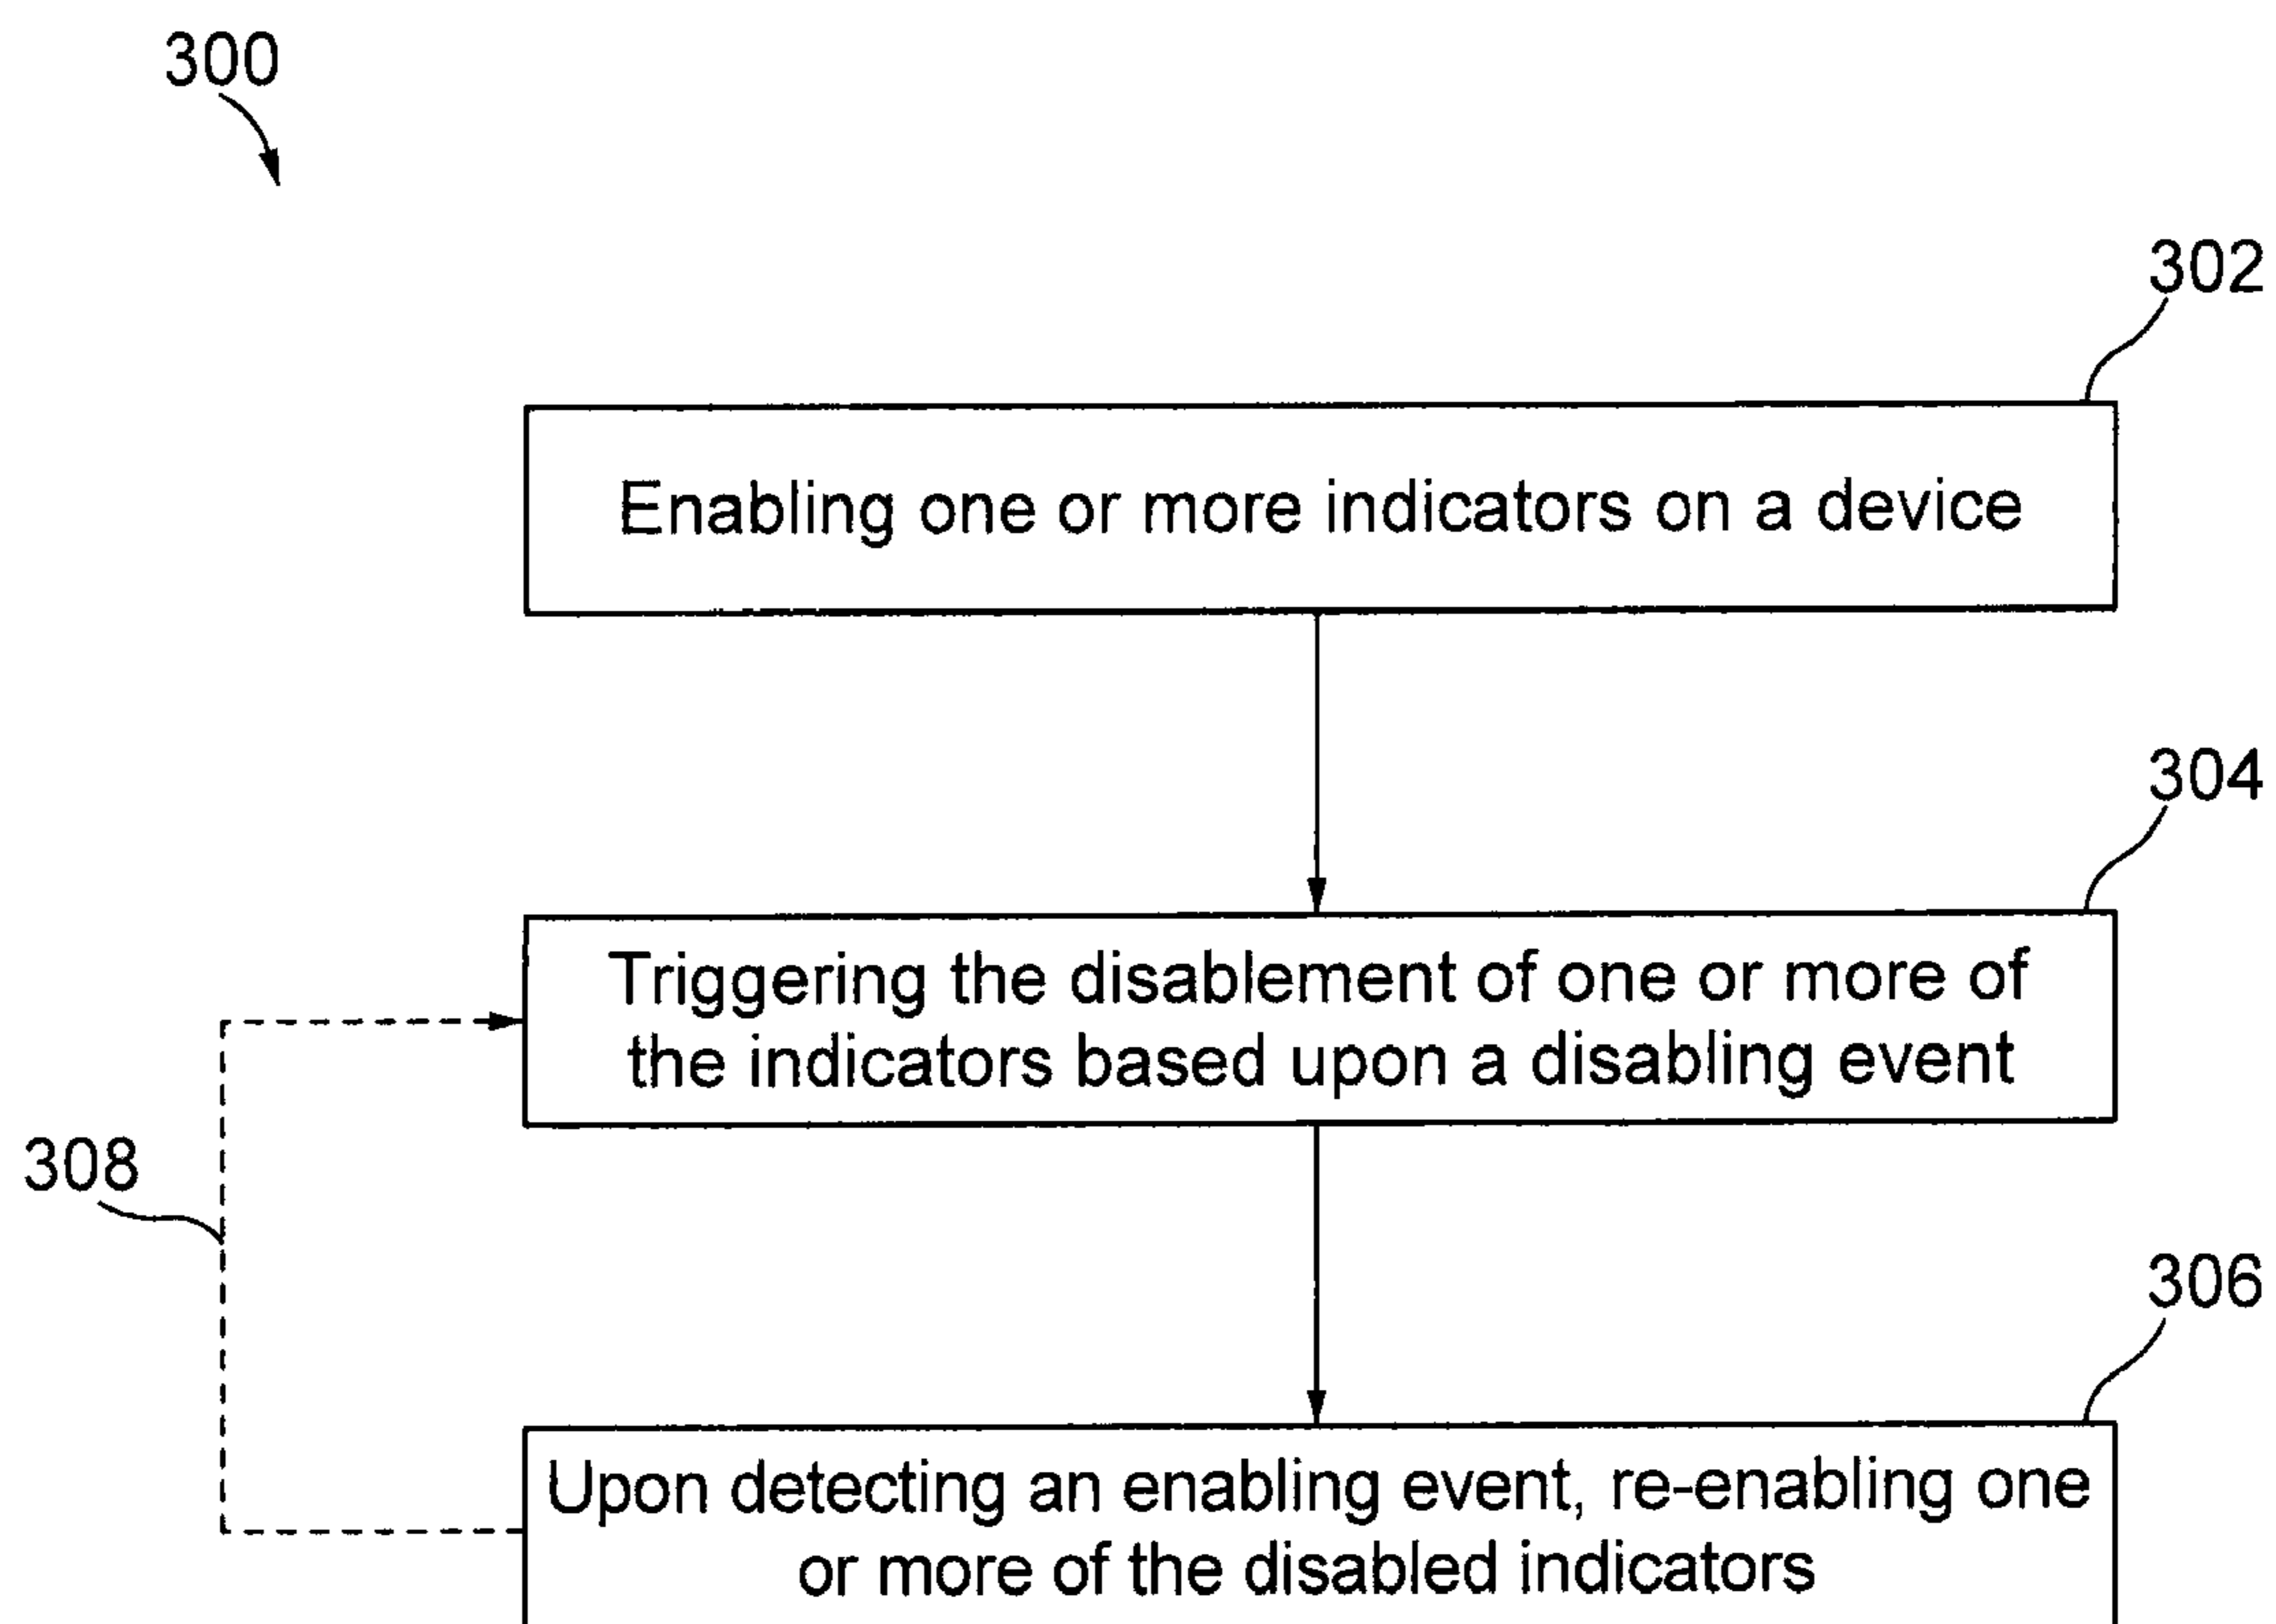 300
302
Enabling one or more indicators on a device
304
Triggering the disablement of one or more of
the indicators based upon a disabling event
308
306
Upon detecting an enabling event, re-enabling one
or more of the disabled indicators